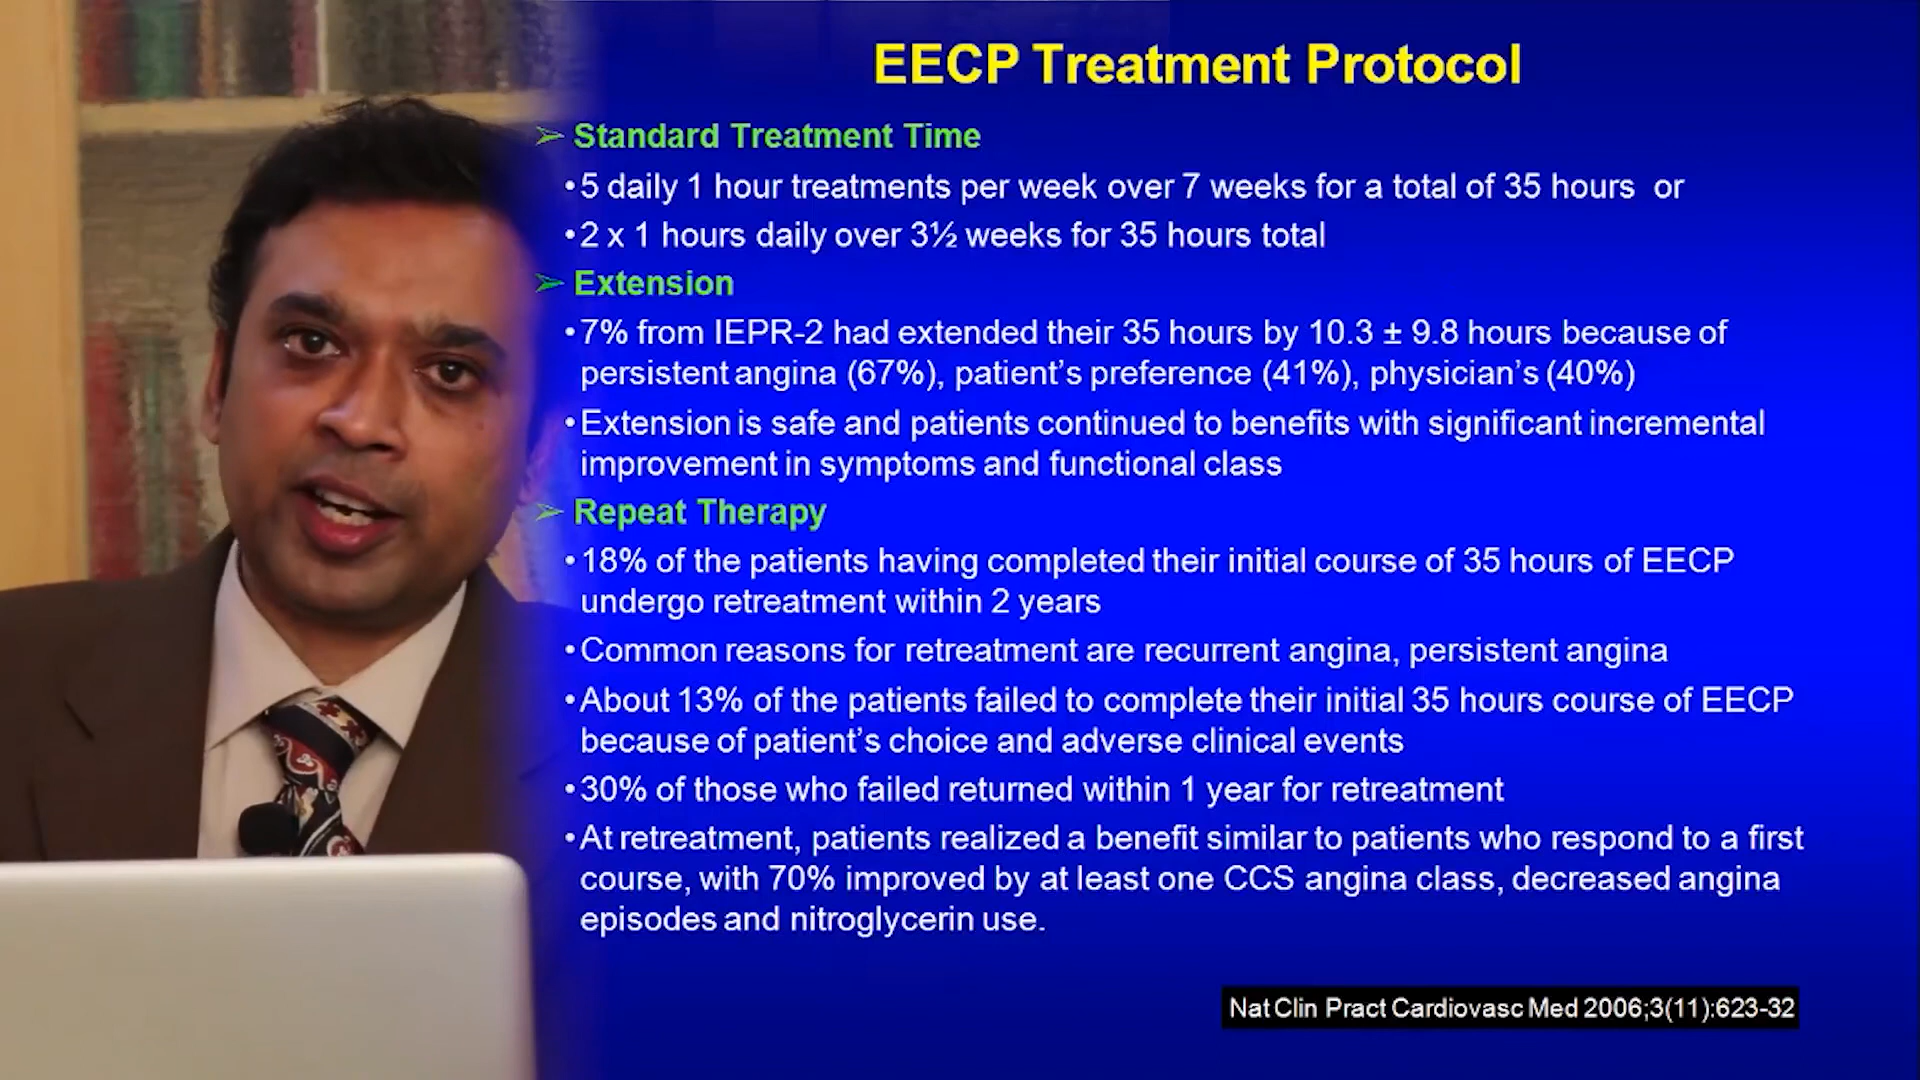 EECP Treatment Protocol
➢ Standard Treatment Time
•5 daily 1 hour treatments per week over 7 weeks for a total of 35 hours or
•2 x 1 hours daily over 3½ weeks for 35 hours total
➢ Extension
•7% from IEPR-2 had extended their 35 hours by 10.3 ± 9.8 hours because of
persistent angina (67%), patient’s preference (41%), physician’s (40%)
•Extension is safe and patients continued to benefits with significant incremental
improvement in symptoms and functional class
➢ Repeat Therapy
•18% of the patients having completed their initial course of 35 hours of EECP
undergo retreatment within 2 years
•Common reasons for retreatment are recurrent angina, persistent angina
•About 13% of the patients failed to complete their initial 35 hours course of EECP
because of patient’s choice and adverse clinical events
•30% of those who failed returned within 1 year for retreatment
•At retreatment, patients realized a benefit similar to patients who respond to a first
course, with 70% improved by at least one CCS angina class, decreased angina
episodes and nitroglycerin use.
Nat Clin Pract Cardiovasc Med 2006;3(11):623-32